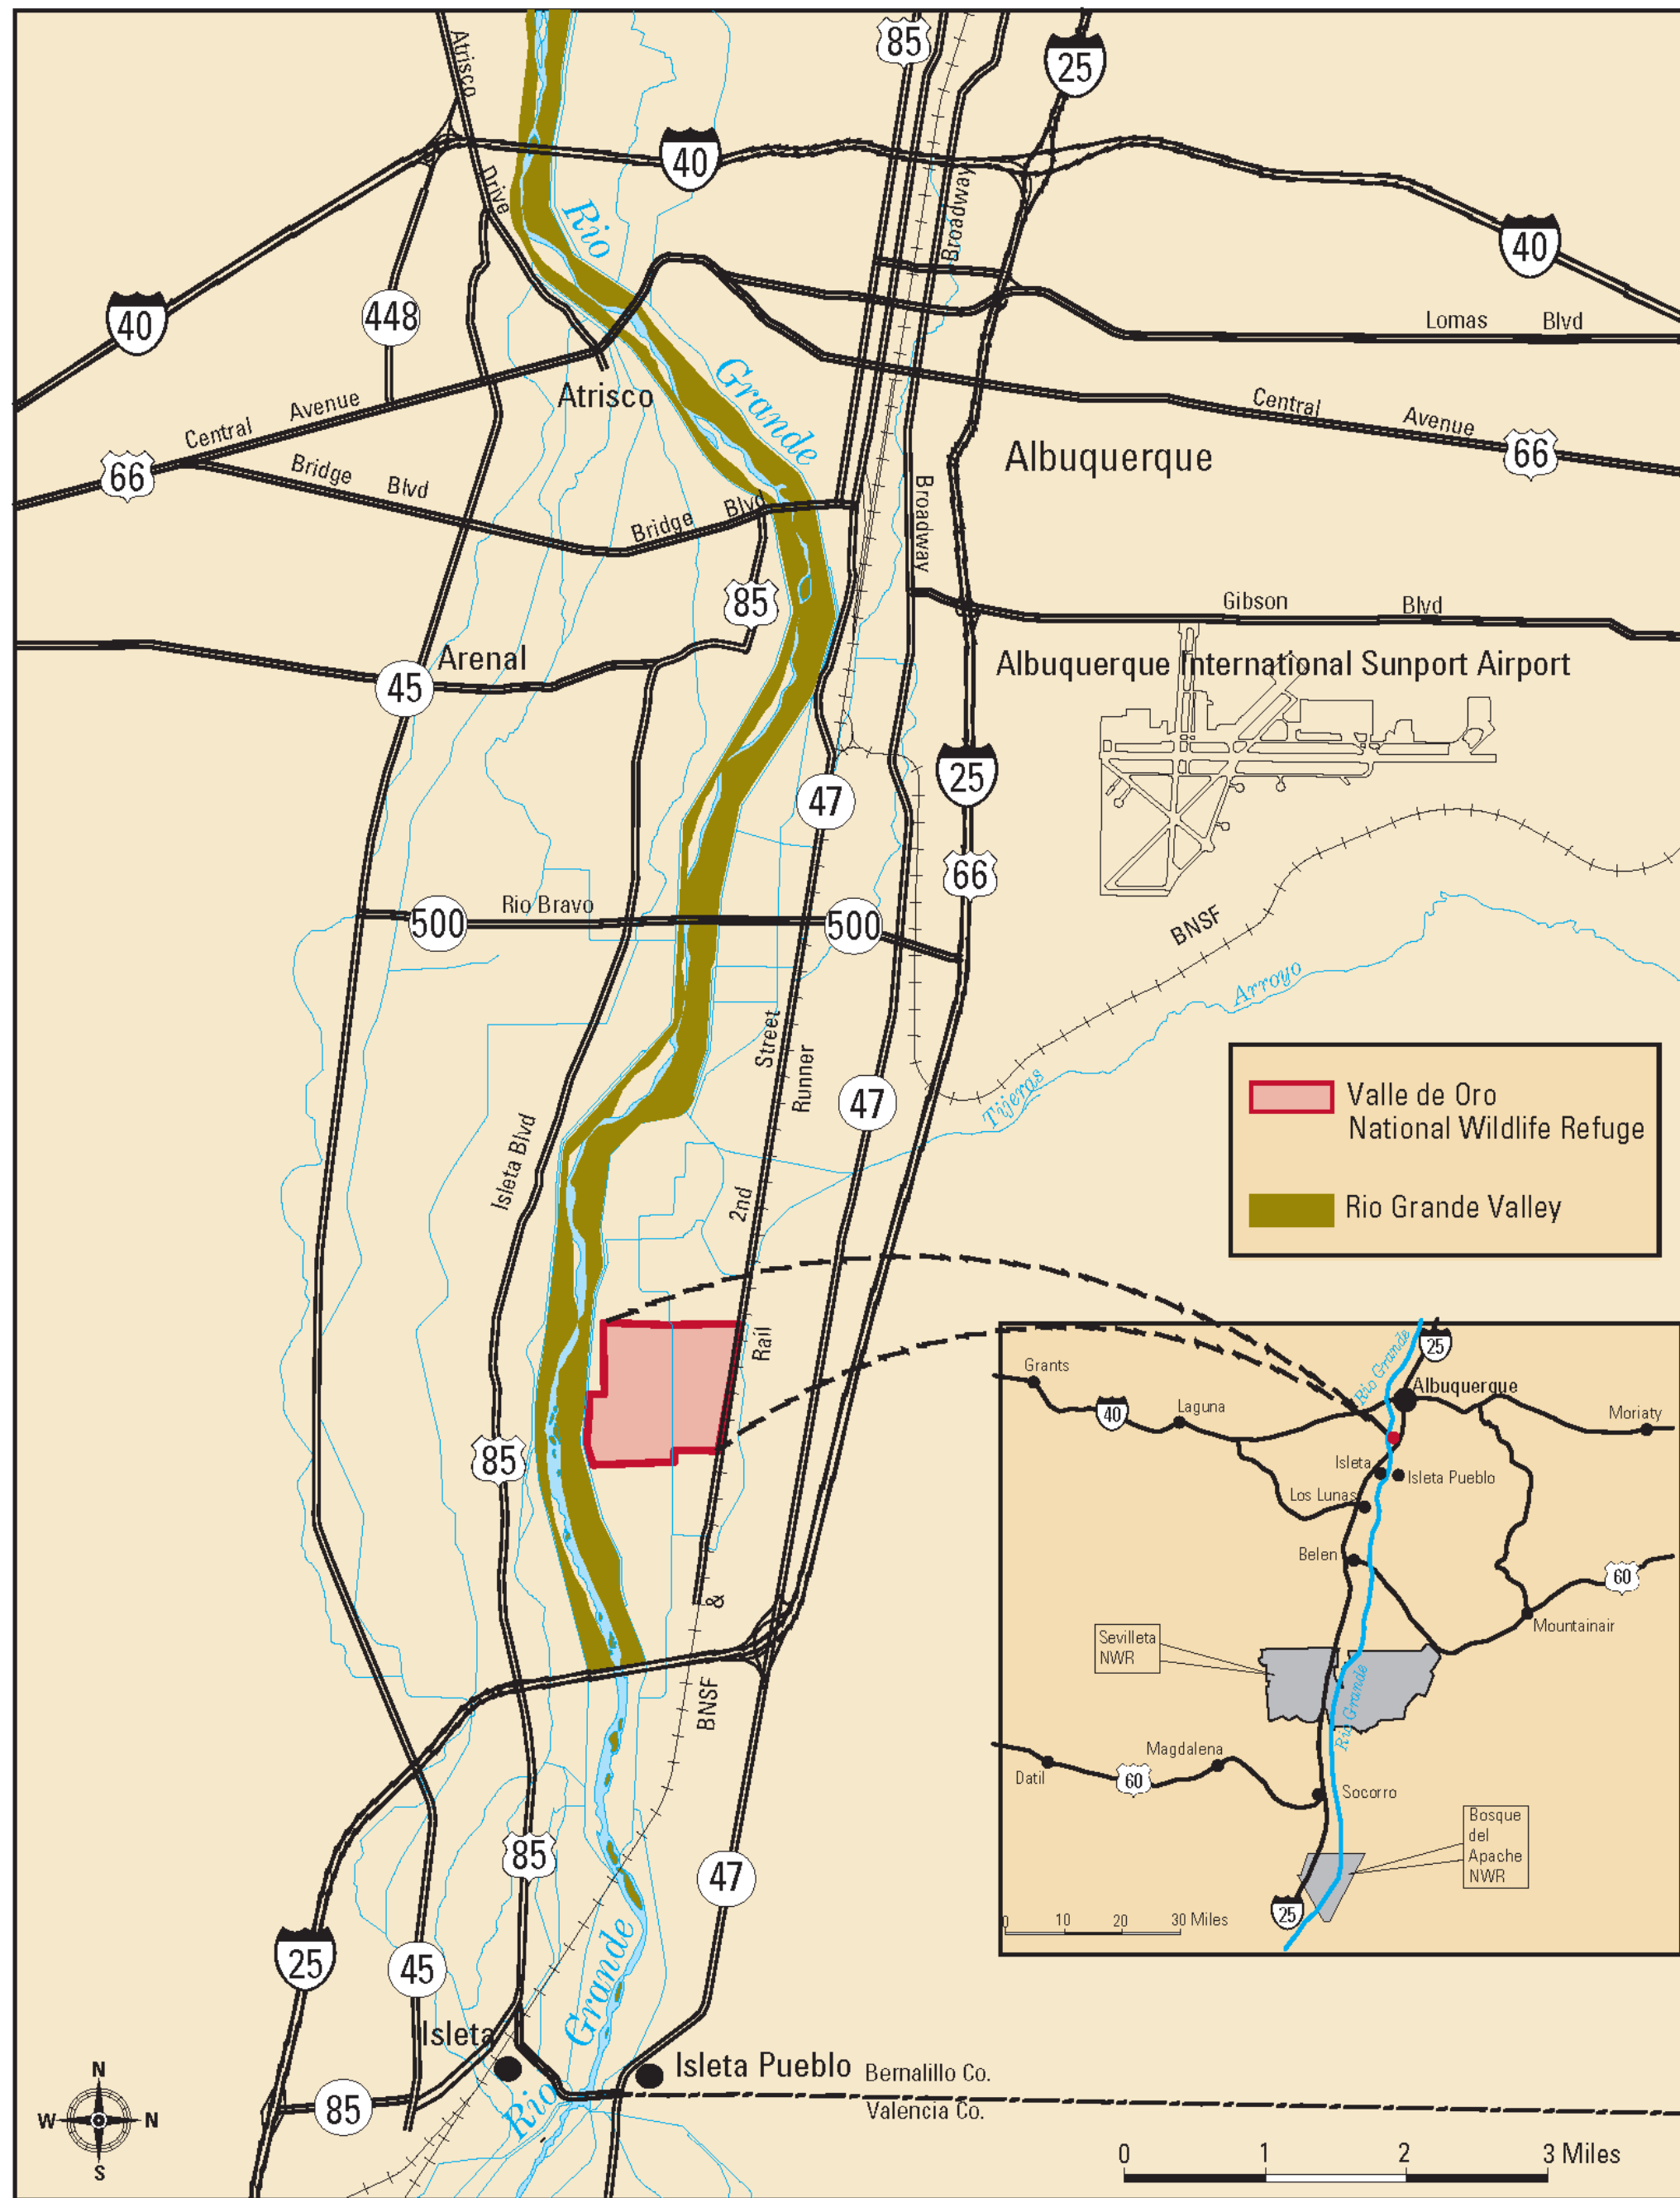 85
25
Atrisco
Drive
40
Broadway
Rio
Grande
40
40
448
Lomas Blvd
Atrisco
Central Avenue
Central Avenue
66
66
Albuquerque
Bridge Blvd
Bridge Blvd
Broadway
85
Gibson Blvd
Arenal
45
Albuquerque International Sunport Airport
25
47
66
500
Rio Bravo
500
BNSF
Tijeras Arroyo
2nd Street
Rail Runner & BNSF
47
Isleta Blvd
Valle de Oro
National Wildlife Refuge
Rio Grande Valley
85
85
47
25
45
Rio Grande
Isleta
Isleta Pueblo
Bernalillo Co.
Valencia Co.
85
N
W
N
S
0 1 2 3 Miles
Rio Grande
25
Grants
Albuquerque
40
Laguna
Moriaty
Isleta
Isleta Pueblo
Los Lunas
Belen
60
Mountainair
Sevilleta
NWR
Rio Grande
Magdalena
Datil
60
Socorro
Bosque
del
Apache
NWR
25
0 10 20 30 Miles